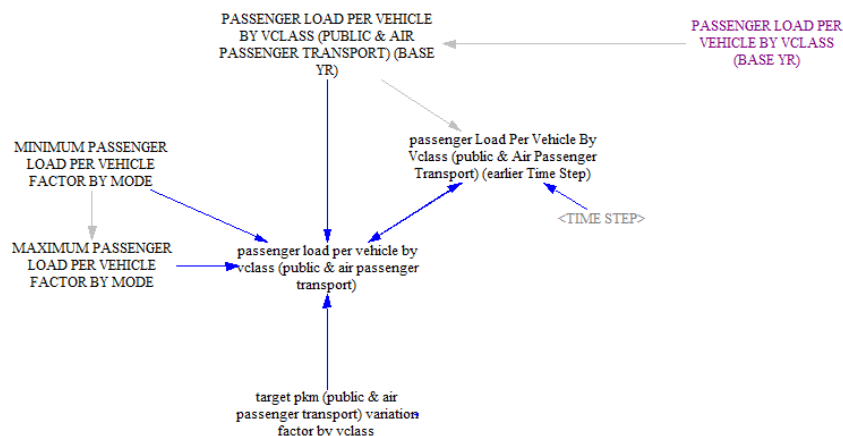 PASSENGER LOAD PER VEHICLE
BY VCLASS (PUBLIC & AIR
PASSENGER TRANSPORT) (BASE
YR)
PASSENGER LOAD PER
VEHICLE BY VCLASS
(BASE YR)
passenger Load Per Vehicle By
Vclass (public & Air Passenger
Transport) (earlier Time Step)
MINIMUM PASSENGER
LOAD PER VEHICLE
FACTOR BY MODE
<TIME STEP>
MAXIMUM PASSENGER
LOAD PER VEHICLE
FACTOR BY MODE
passenger load per vehicle by
vclass (public & air passenger
transport)
target pkm (public & air
passenger transport) variation
factor by vclass